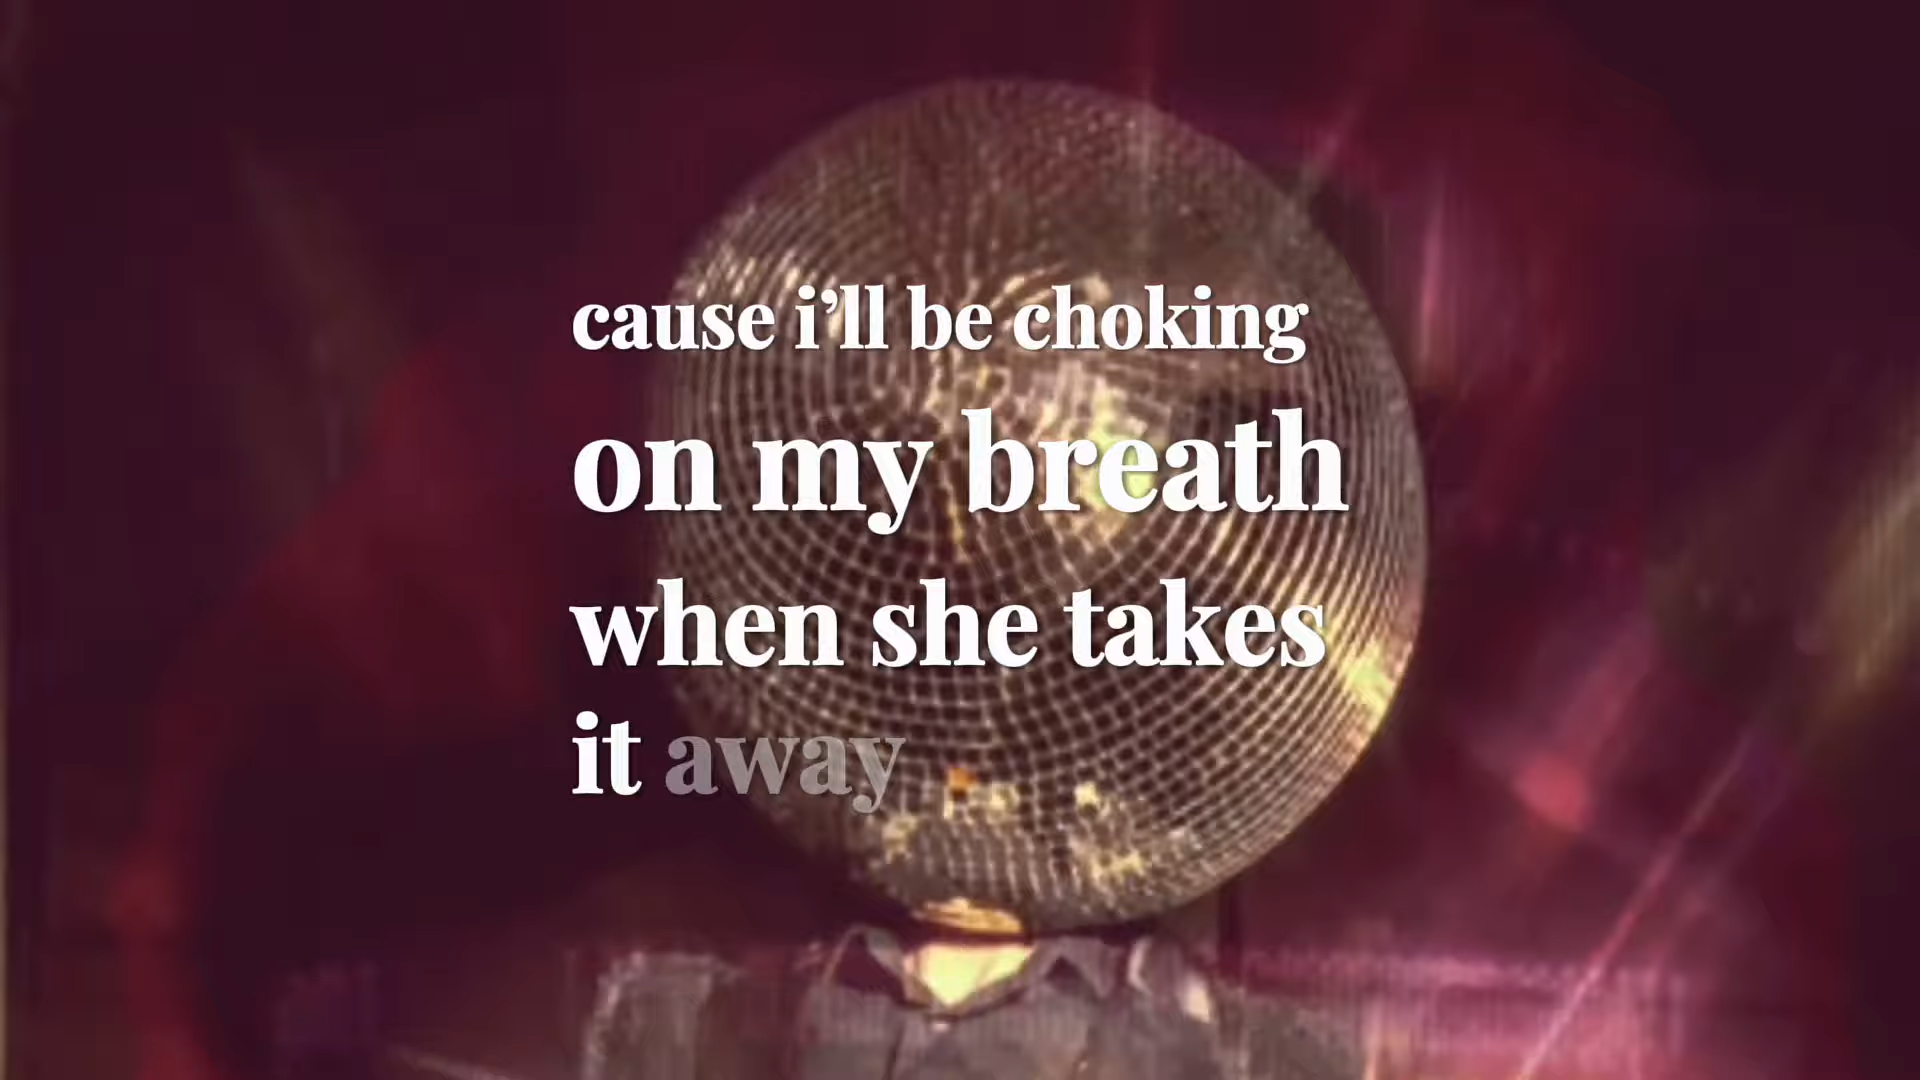 cause i’ll be choking
on my breath
when she takes
it away